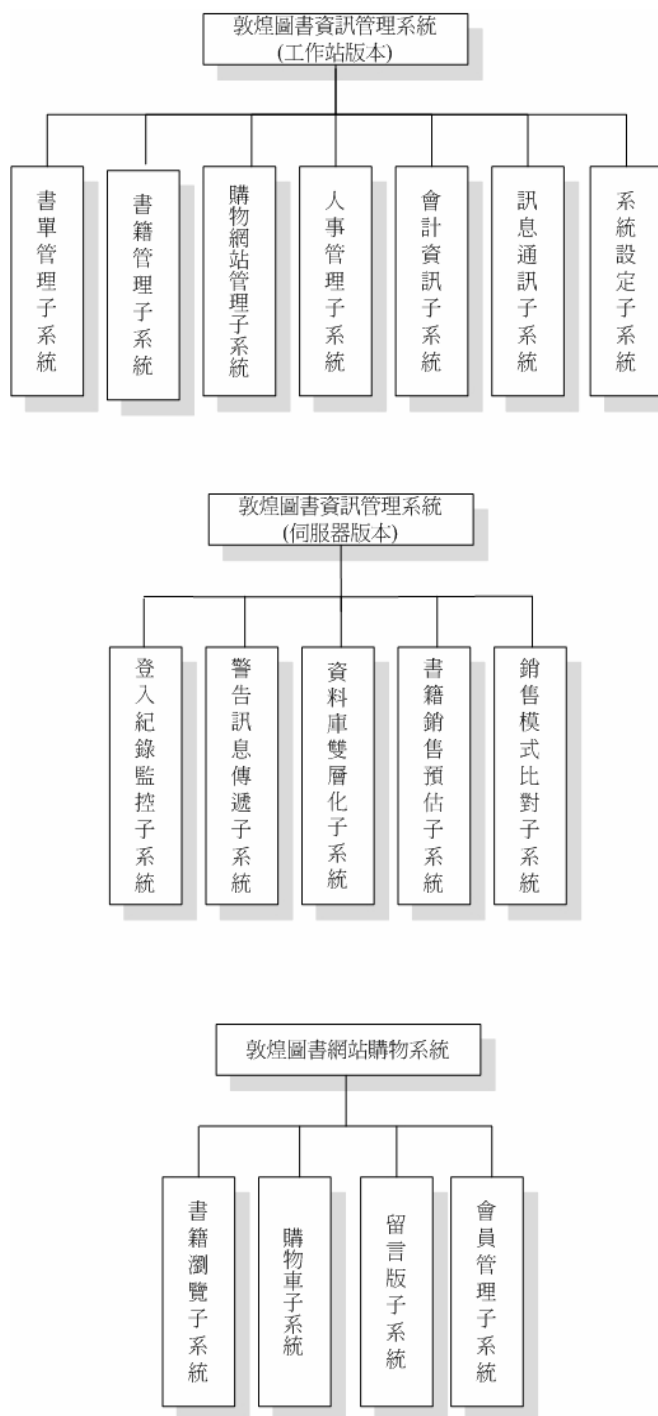 敦煌圖書資訊管理系統
(工作站版本)
書單管理子系統
書籍管理子系統
購物網站管理子系統
人事管理子系統
會計資訊子系統
訊息通訊子系統
系統設定子系統
敦煌圖書資訊管理系統
(伺服器版本)
登入紀錄監控子系統
警告訊息傳遞子系統
資料庫雙層化子系統
書籍銷售預估子系統
銷售模式比對子系統
敦煌圖書網站購物系統
書籍瀏覽子系統
購物車子系統
留言版子系統
會員管理子系統